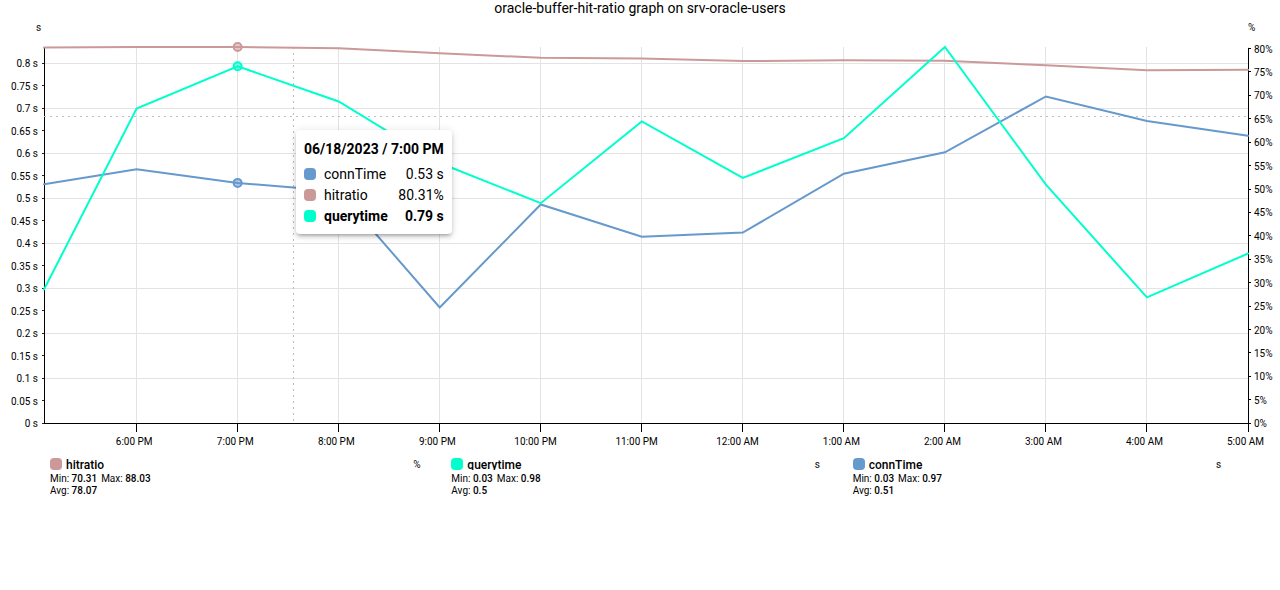 oracle-buffer-hit-ratio graph on srv-oracle-users
s
%
0.8 s
0.75 s
0.7 s
0.65 s
0.6 s
0.55 s
0.5 s
0.45 s
0.4 s
0.35 s
0.3 s
0.25 s
0.2 s
0.15 s
0.1 s
0.05 s
0 s
80%
75%
70%
65%
60%
55%
50%
45%
40%
35%
30%
25%
20%
15%
10%
5%
0%
06/18/2023 / 7:00 PM
connTime 0.53 s
hitratio 80.31%
querytime 0.79 s
6:00 PM 7:00 PM 8:00 PM 9:00 PM 10:00 PM 11:00 PM 12:00 AM 1:00 AM 2:00 AM 3:00 AM 4:00 AM 5:00 AM
hitratio %
Min: 70.31 Max: 88.03
Avg: 78.07
querytime s
Min: 0.03 Max: 0.98
Avg: 0.5
connTime s
Min: 0.03 Max: 0.97
Avg: 0.51